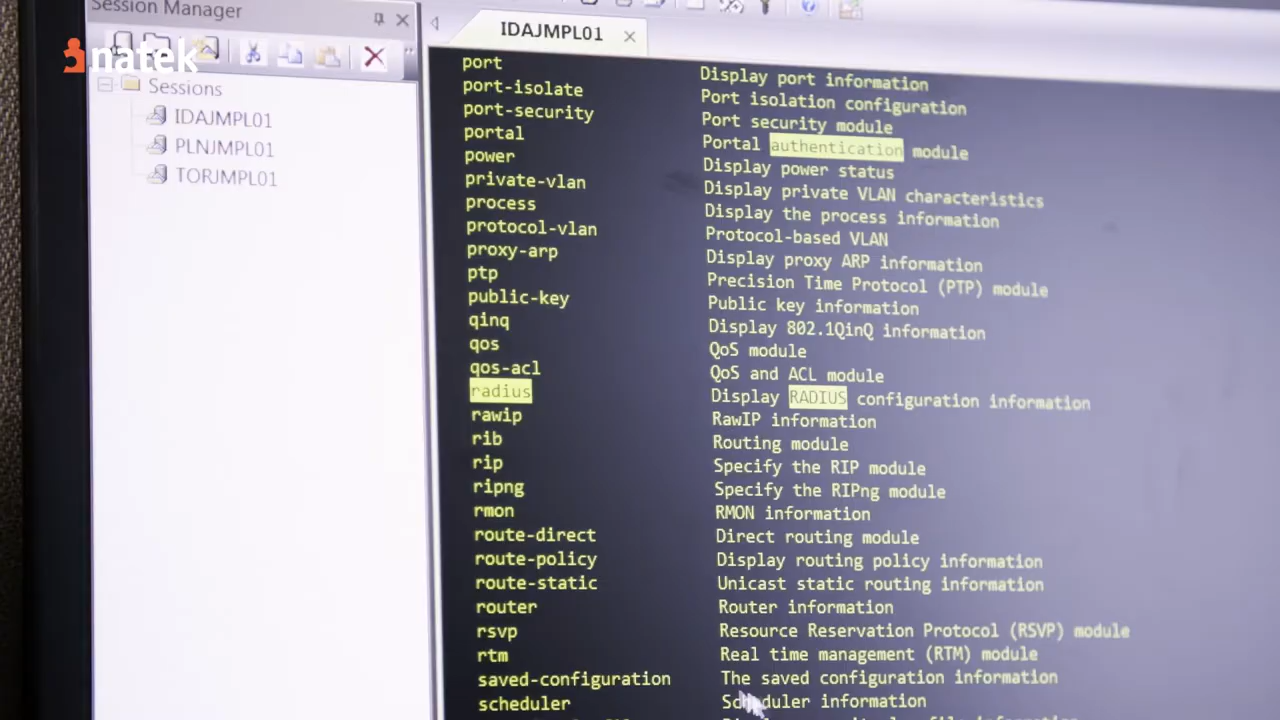 Session Manager
natek
Sessions
IDAJMPL01
PLNJMPL01
TORJMPL01
IDAJMPL01
port Display port information
port-isolate Port isolation configuration
port-security Port security module
portal Portal authentication module
power Display power status
private-vlan Display private VLAN characteristics
process Display the process information
protocol-vlan Protocol-based VLAN
proxy-arp Display proxy ARP information
ptp Precision Time Protocol (PTP) module
public-key Public key information
qinq Display 802.1QinQ information
qos QoS module
qos-acl QoS and ACL module
radius Display RADIUS configuration information
rawip RawIP information
rib Routing module
rip Specify the RIP module
ripng Specify the RIPng module
rmon RMON information
route-direct Direct routing module
route-policy Display routing policy information
route-static Unicast static routing information
router Router information
rsvp Resource Reservation Protocol (RSVP) module
rtm Real time management (RTM) module
saved-configuration The saved configuration information
scheduler Scheduler information